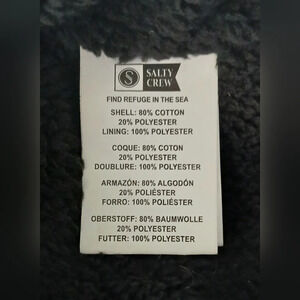 S
SALTY
CREW
FIND REFUGE IN THE SEA
SHELL: 80% COTTON
20% POLYESTER
LINING: 100% POLYESTER
COQUE: 80% COTON
20% POLYESTER
DOUBLURE: 100% POLYESTER
ARMAZÓN: 80% ALGODÓN
20% POLIÉSTER
FORRO: 100% POLIÉSTER
OBERSTOFF: 80% BAUMWOLLE
20% POLYESTER
FUTTER: 100% POLYESTER